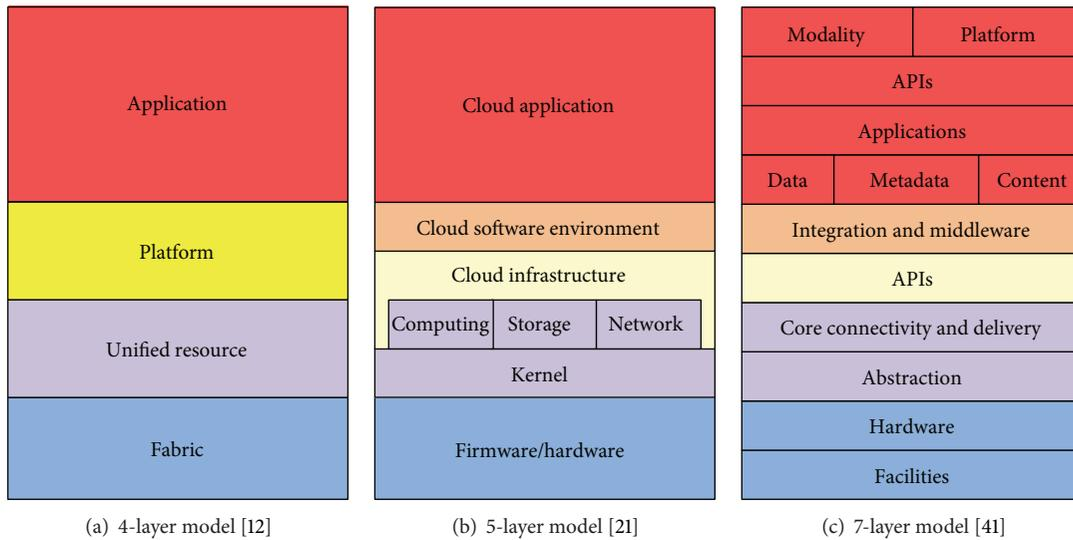 Application
Platform
Unified resource
Fabric
(a) 4-layer model [12]
Cloud application
Cloud software environment
Cloud infrastructure
Computing Storage Network
Kernel
Firmware/hardware
(b) 5-layer model [21]
Modality Platform
APIs
Applications
Data Metadata Content
Integration and middleware
APIs
Core connectivity and delivery
Abstraction
Hardware
Facilities
(c) 7-layer model [41]